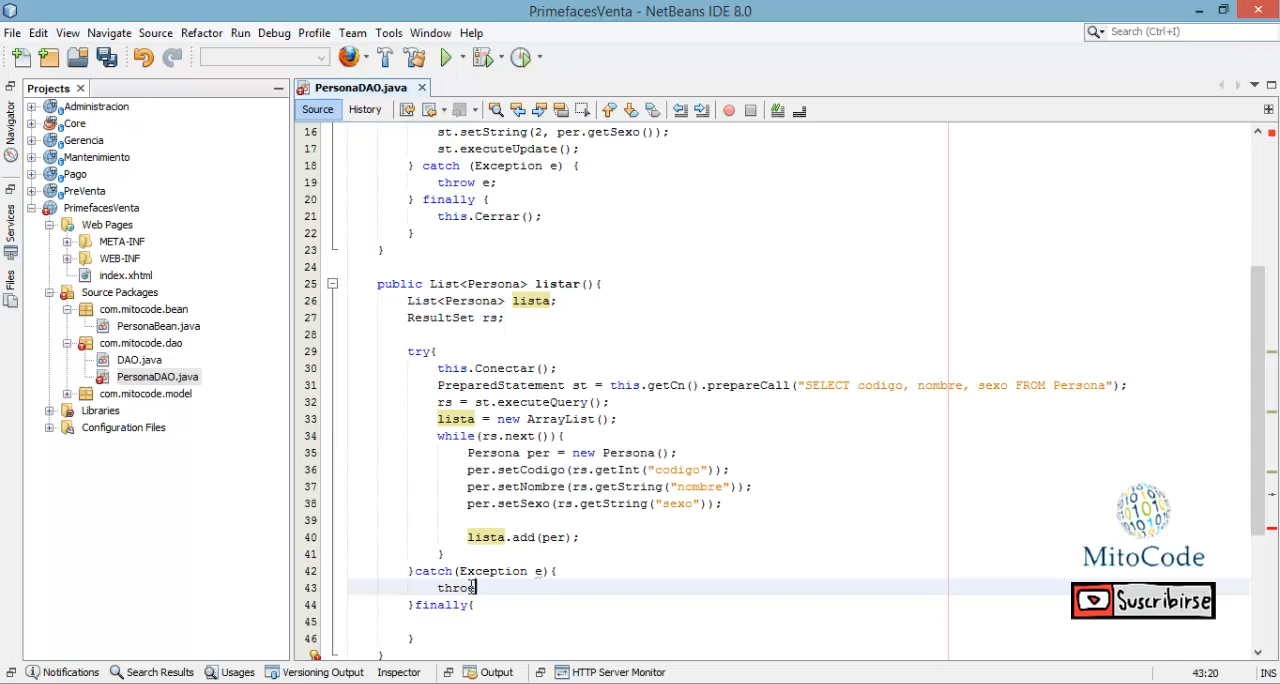 PrimefacesVenta - NetBeans IDE 8.0
File Edit View Navigate Source Refactor Run Debug Profile Team Tools Window Help
Search (Ctrl+I)
Projects
PersonaDAO.java
Source History
Navigator
Services
Files
Administracion
Core
Gerencia
Mantenimiento
Pago
PreVenta
PrimefacesVenta
Web Pages
META-INF
WEB-INF
index.xhtml
Source Packages
com.mitocode.bean
PersonaBean.java
com.mitocode.dao
DAO.java
PersonaDAO.java
com.mitocode.model
Libraries
Configuration Files
16 st.setString(2, per.getSexo());
17 st.executeUpdate();
18 } catch (Exception e) {
19 throw e;
20 } finally {
21 this.Cerrar();
22 }
23 }
24
25 public List<Persona> listar(){
26 List<Persona> lista;
27 ResultSet rs;
28
29 try{
30 this.Conectar();
31 PreparedStatement st = this.getCn().prepareCall("SELECT codigo, nombre, sexo FROM Persona");
32 rs = st.executeQuery();
33 lista = new ArrayList();
34 while(rs.next()){
35 Persona per = new Persona();
36 per.setCodigo(rs.getInt("codigo"));
37 per.setNombre(rs.getString("nombre"));
38 per.setSexo(rs.getString("sexo"));
39
40 lista.add(per);
41 }
42 }catch(Exception e){
43 thro
44 }finally{
45
46 }
}
MitoCode
Suscribirse
Notifications Search Results Usages Versioning Output Inspector Output HTTP Server Monitor
43:20 INS